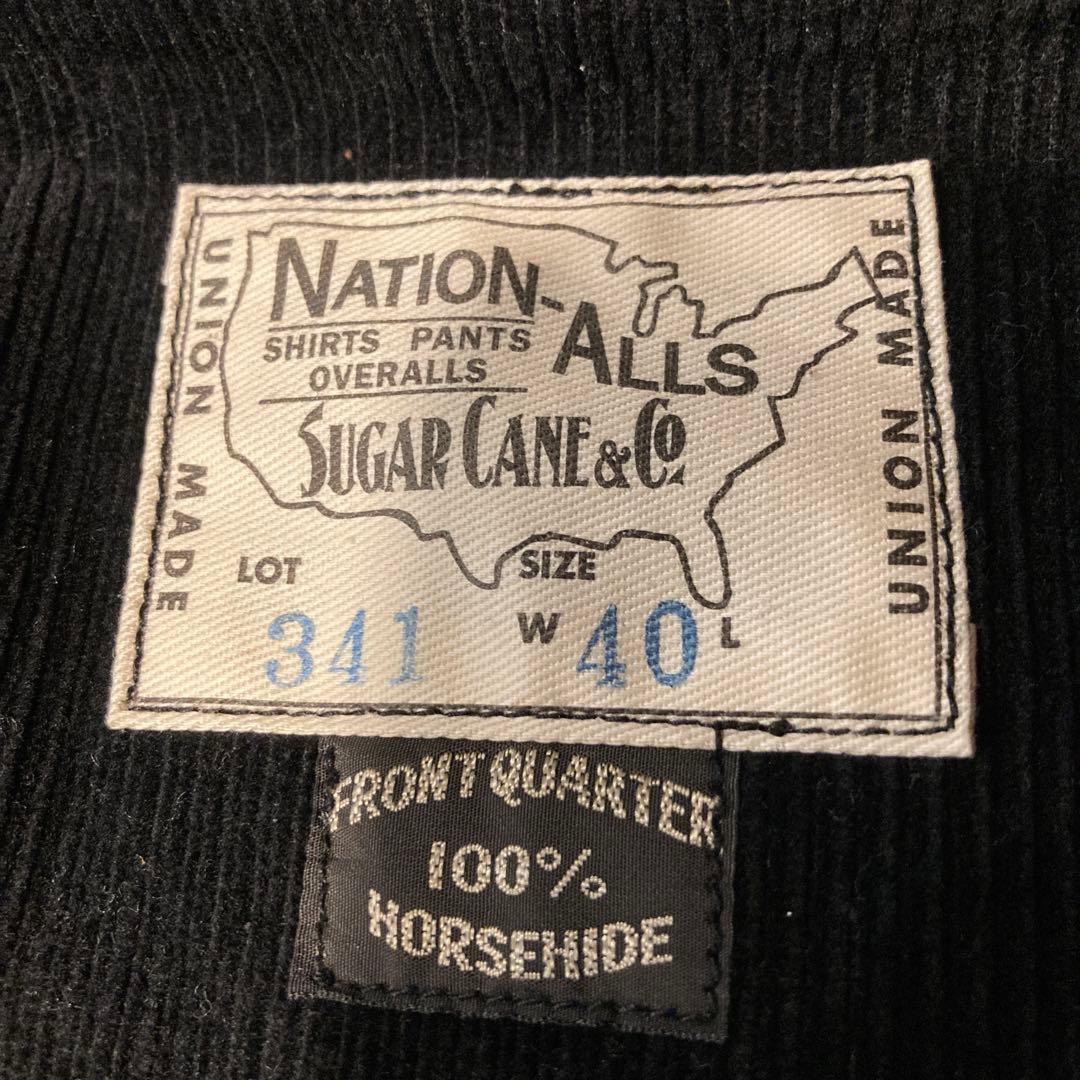 UNION MADE
NATION-ALLS
SHIRTS PANTS
OVERALLS
SUGAR CANE & Co
LOT 341
SIZE
W 40 L
UNION MADE
FRONT QUARTER
100%
HORSEHIDE